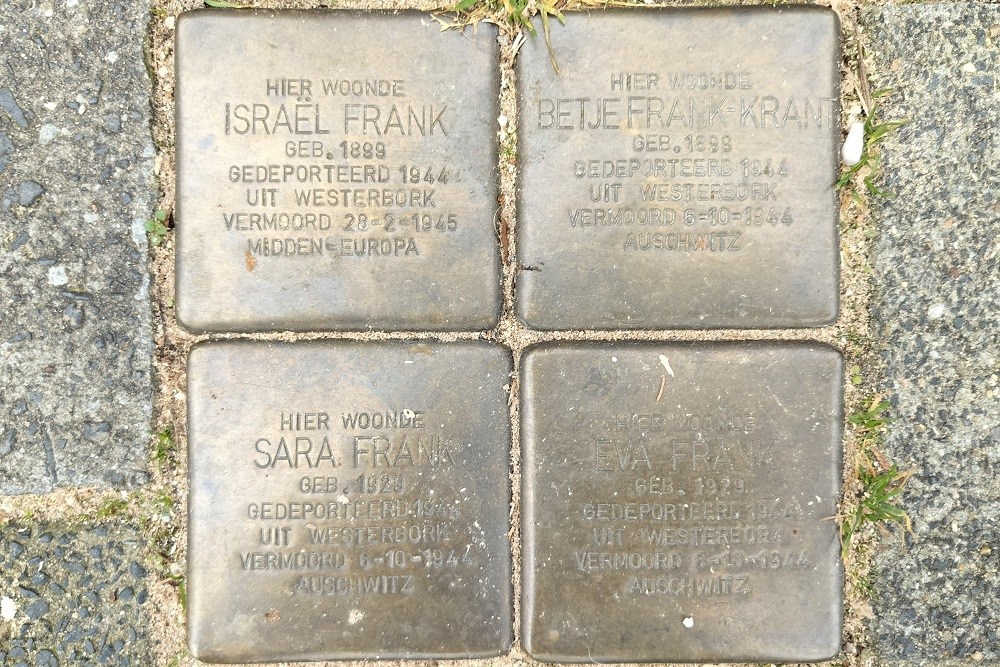 HIER WOONDE
ISRAËL FRANK
GEB. 1899
GEDEPORTEERD 1944
UIT WESTERBORK
VERMOORD 28-2-1945
MIDDEN-EUROPA
HIER WOONDE
BETJE FRANK-KRANT
GEB. 1899
GEDEPORTEERD 1944
UIT WESTERBORK
VERMOORD 6-10-1944
AUSCHWITZ
HIER WOONDE
SARA FRANK
GEB. 1928
GEDEPORTEERD 1944
UIT WESTERBORK
VERMOORD 6-10-1944
AUSCHWITZ
HIER WOONDE
EVA FRANK
GEB. 1929
GEDEPORTEERD 1944
UIT WESTERBORK
VERMOORD 6-10-1944
AUSCHWITZ